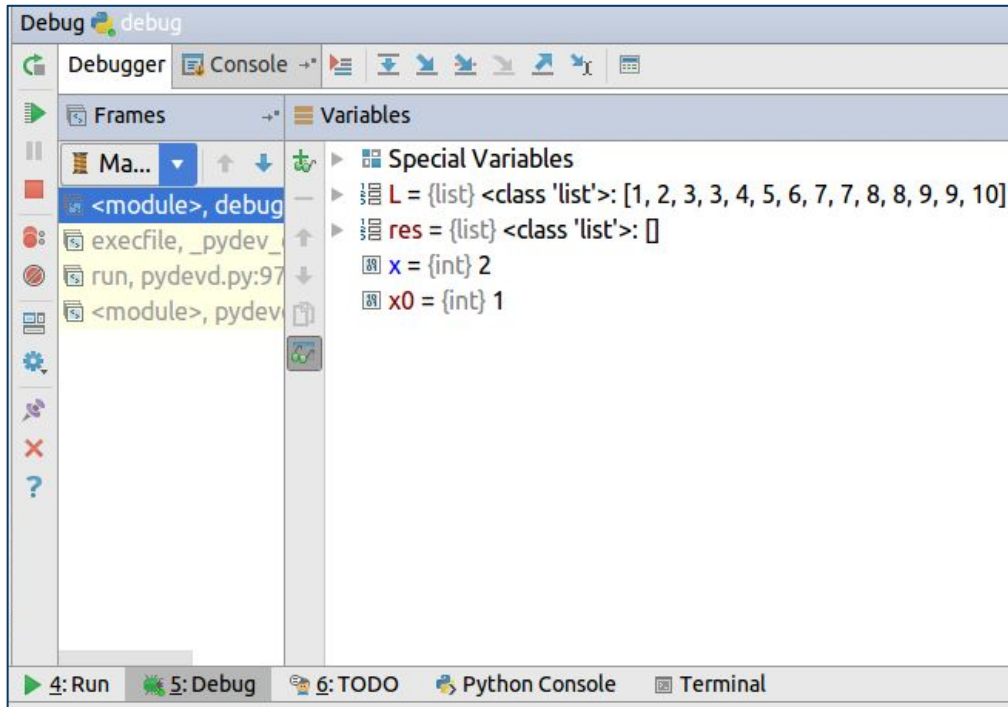 Debug debug
Debugger Console
Frames
Variables
Ma...
<module>, debug
execfile, _pydev_
run, pydevd.py:97
<module>, pydev
Special Variables
L = {list} <class 'list'>: [1, 2, 3, 3, 4, 5, 6, 7, 7, 8, 8, 9, 9, 10]
res = {list} <class 'list'>: []
x = {int} 2
x0 = {int} 1
4: Run 5: Debug 6: TODO Python Console Terminal